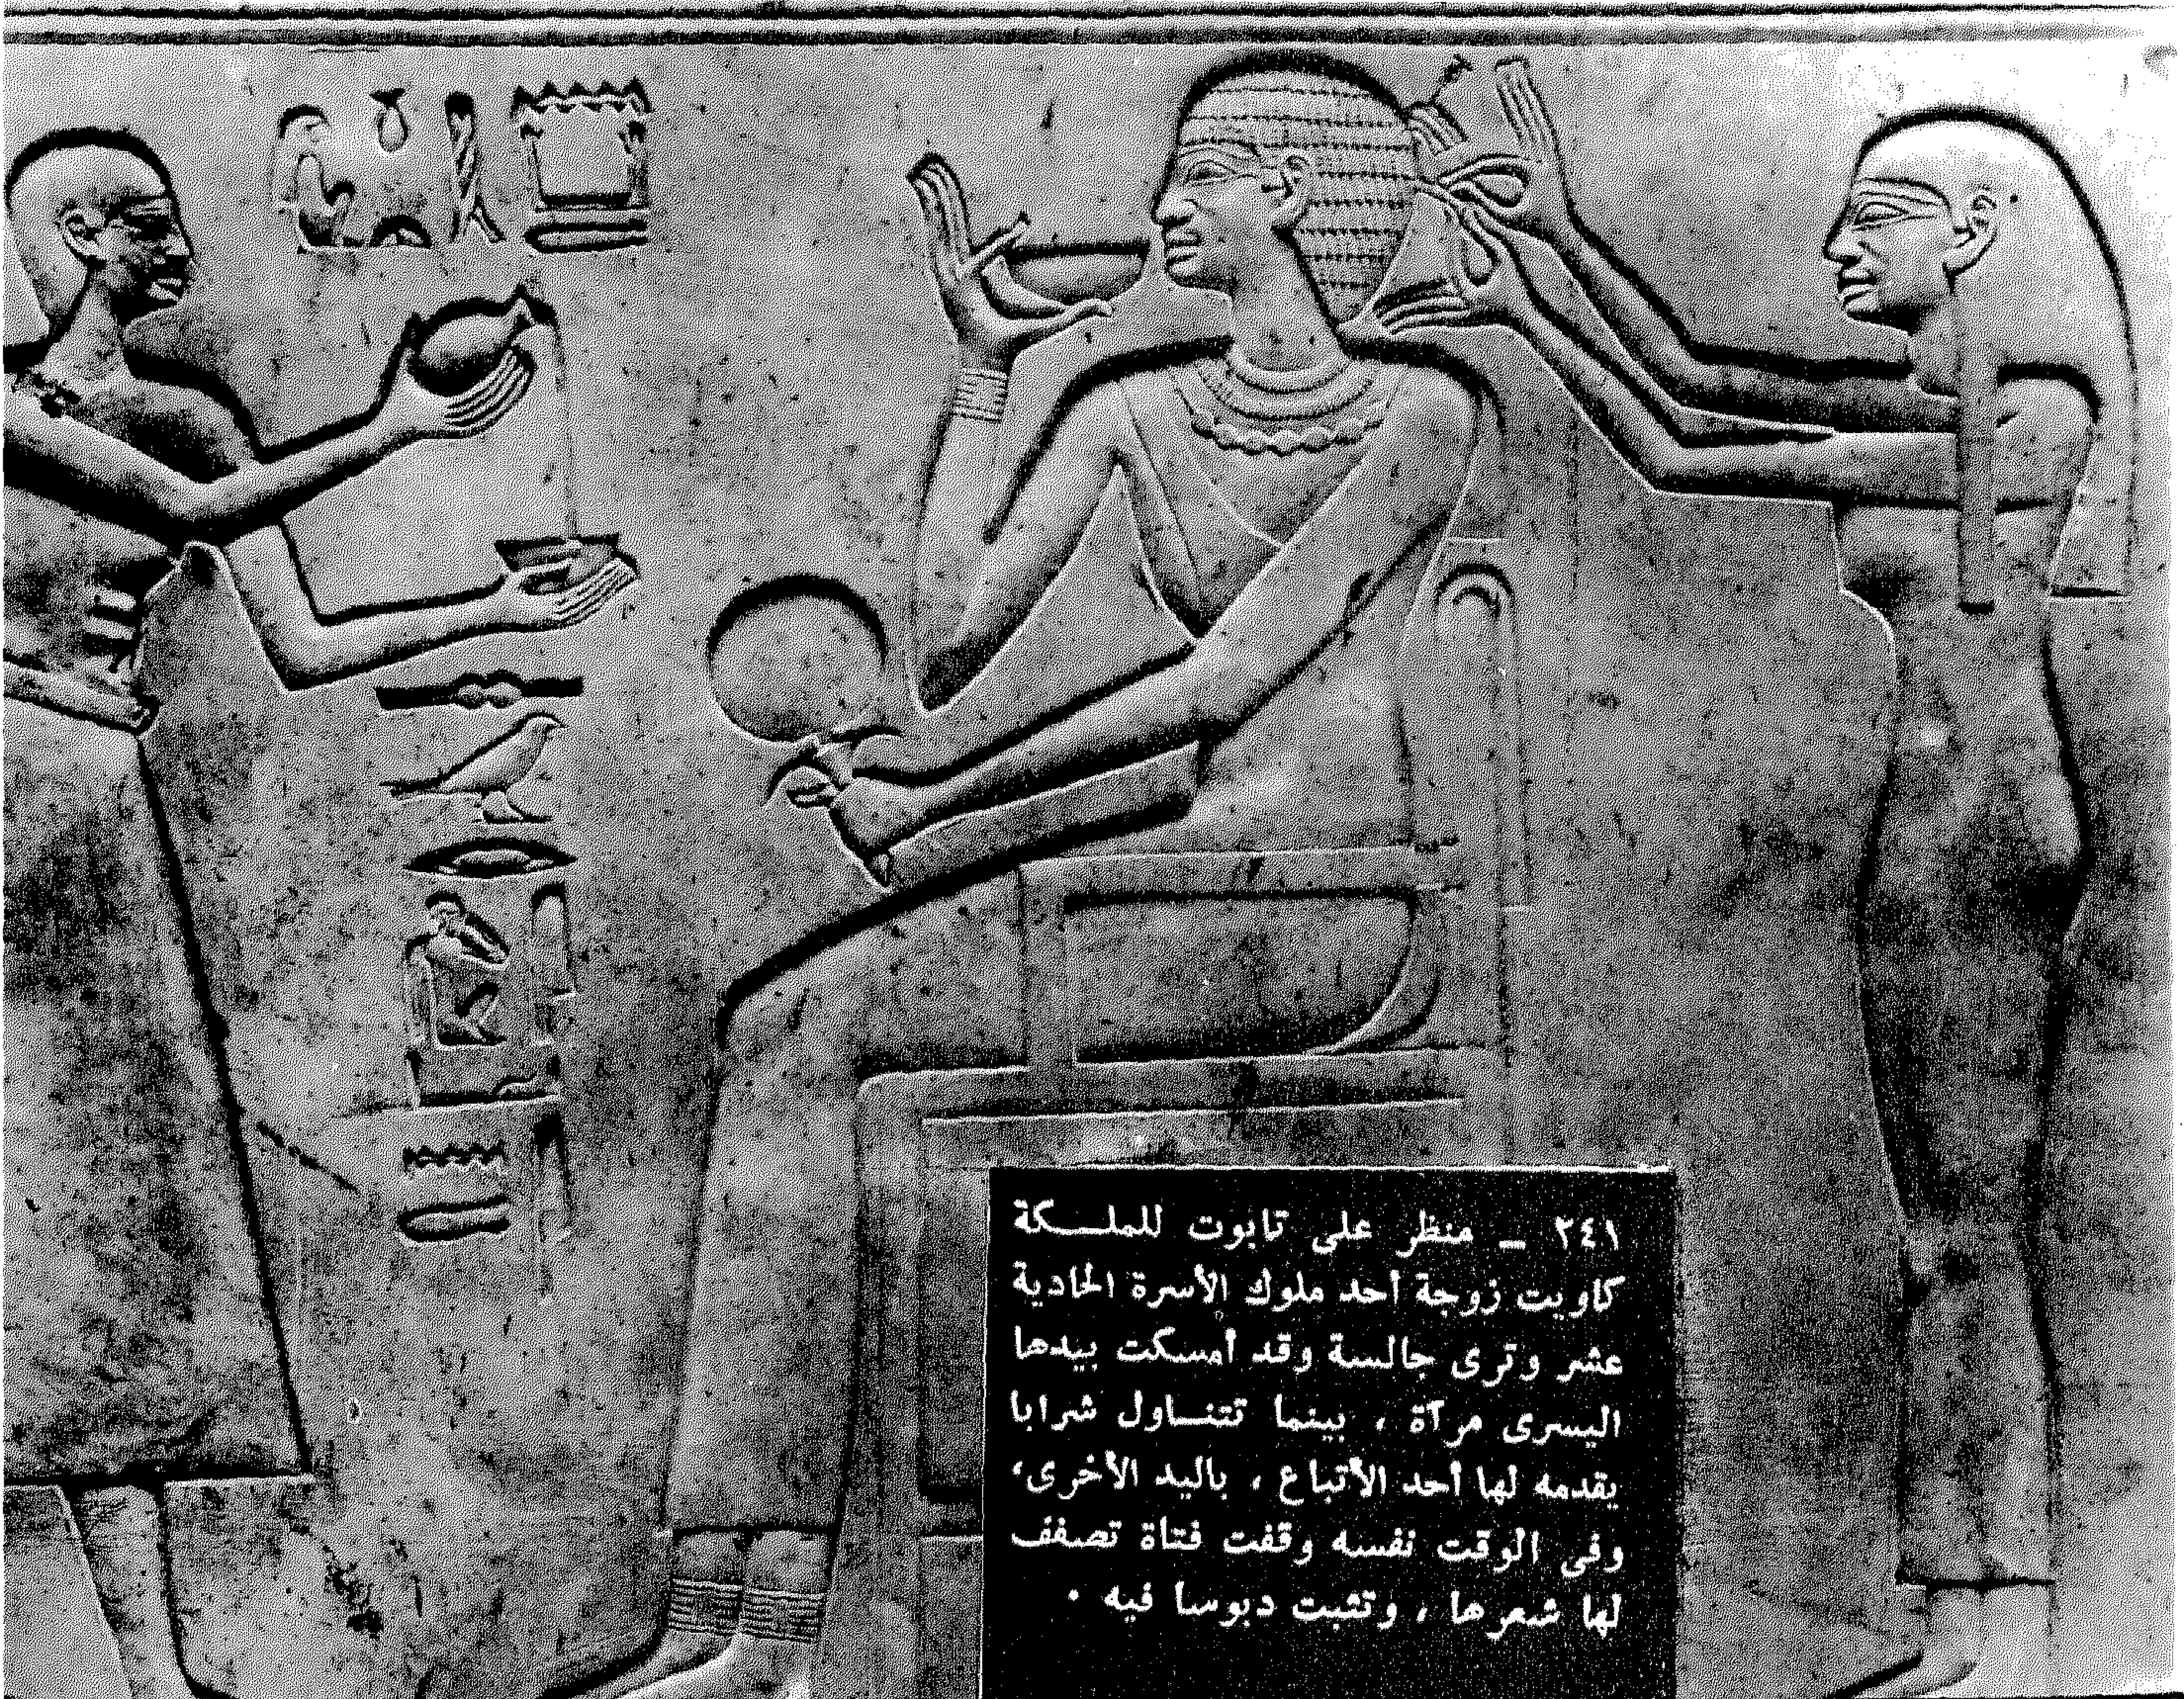 ٢٤١ ـ منظر على تابوت للملكة
كاويت زوجة أحد ملوك الأسرة الحادية
عشر وترى جالسة وقد أمسكت بيدها
اليسرى مرآة ، بينما تتناول شرابا
يقدمه لها أحد الأتباع ، باليد الأخرى،
وفى الوقت نفسه وقفت فتاة تصفف
لها شعرها ، وتثبت دبوسا فيه ٠